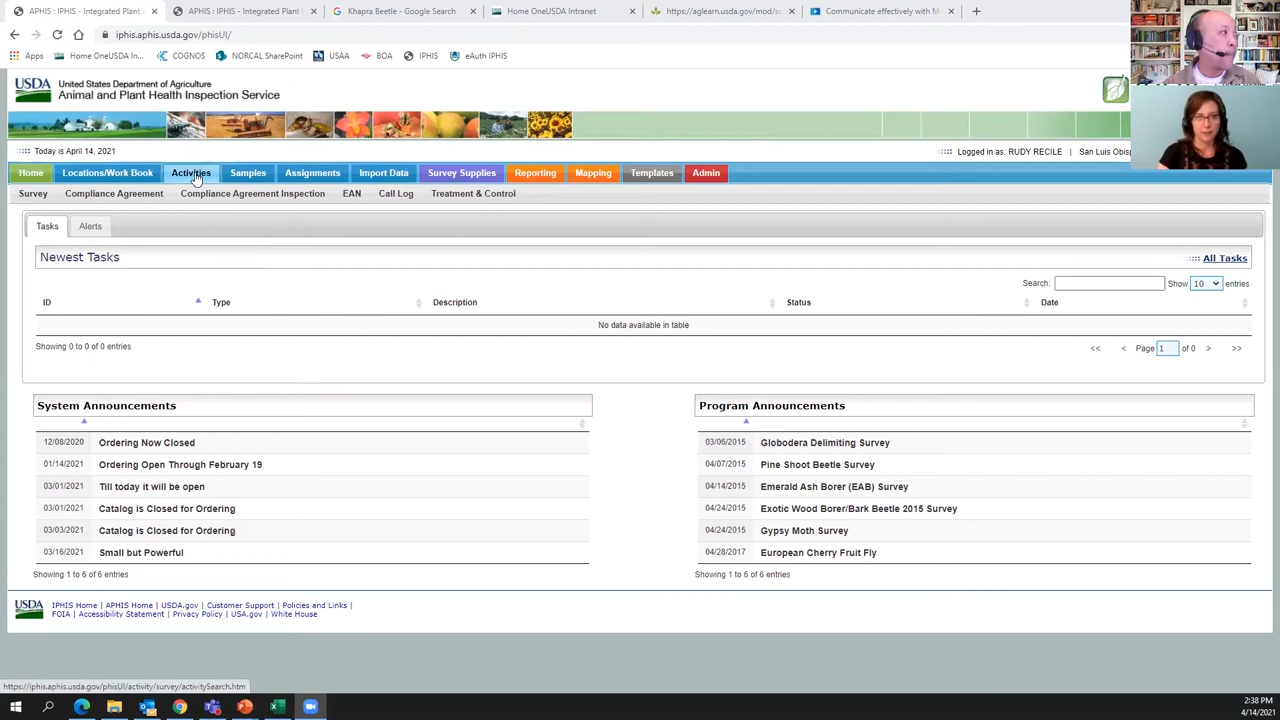 APHIS : IPHIS - Integrated Plant
APHIS : IPHIS - Integrated Plant
Khapra Beetle - Google Search
Home OneUSDA Intranet
https://aglearn.usda.gov/mod/s
Communicate effectively with M
iphis.aphis.usda.gov/phisUI/
Apps
Home OneUSDA In...
COGNOS
NORCAL SharePoint
USAA
BOA
IPHIS
eAuth IPHIS
USDA
United States Department of Agriculture
Animal and Plant Health Inspection Service
Today is April 14, 2021
Logged in as: RUDY RECILE | San Luis Obisp
Home
Locations/Work Book
Activities
Samples
Assignments
Import Data
Survey Supplies
Reporting
Mapping
Templates
Admin
Survey
Compliance Agreement
Compliance Agreement Inspection
EAN
Call Log
Treatment & Control
Tasks
Alerts
Newest Tasks
All Tasks
Search:
Show 10 entries
ID
Type
Description
Status
Date
No data available in table
Showing 0 to 0 of 0 entries
<< < Page 1 of 0 > >>
System Announcements
12/08/2020 Ordering Now Closed
01/14/2021 Ordering Open Through February 19
03/01/2021 Till today it will be open
03/01/2021 Catalog is Closed for Ordering
03/03/2021 Catalog is Closed for Ordering
03/16/2021 Small but Powerful
Showing 1 to 6 of 6 entries
Program Announcements
03/06/2015 Globodera Delimiting Survey
04/07/2015 Pine Shoot Beetle Survey
04/14/2015 Emerald Ash Borer (EAB) Survey
04/24/2015 Exotic Wood Borer/Bark Beetle 2015 Survey
04/24/2015 Gypsy Moth Survey
04/28/2017 European Cherry Fruit Fly
Showing 1 to 6 of 6 entries
USDA
IPHIS Home | APHIS Home | USDA.gov | Customer Support | Policies and Links |
FOIA | Accessibility Statement | Privacy Policy | USA.gov | White House
https://iphis.aphis.usda.gov/phisUI/activity/survey/activitySearch.htm
2:38 PM
4/14/2021